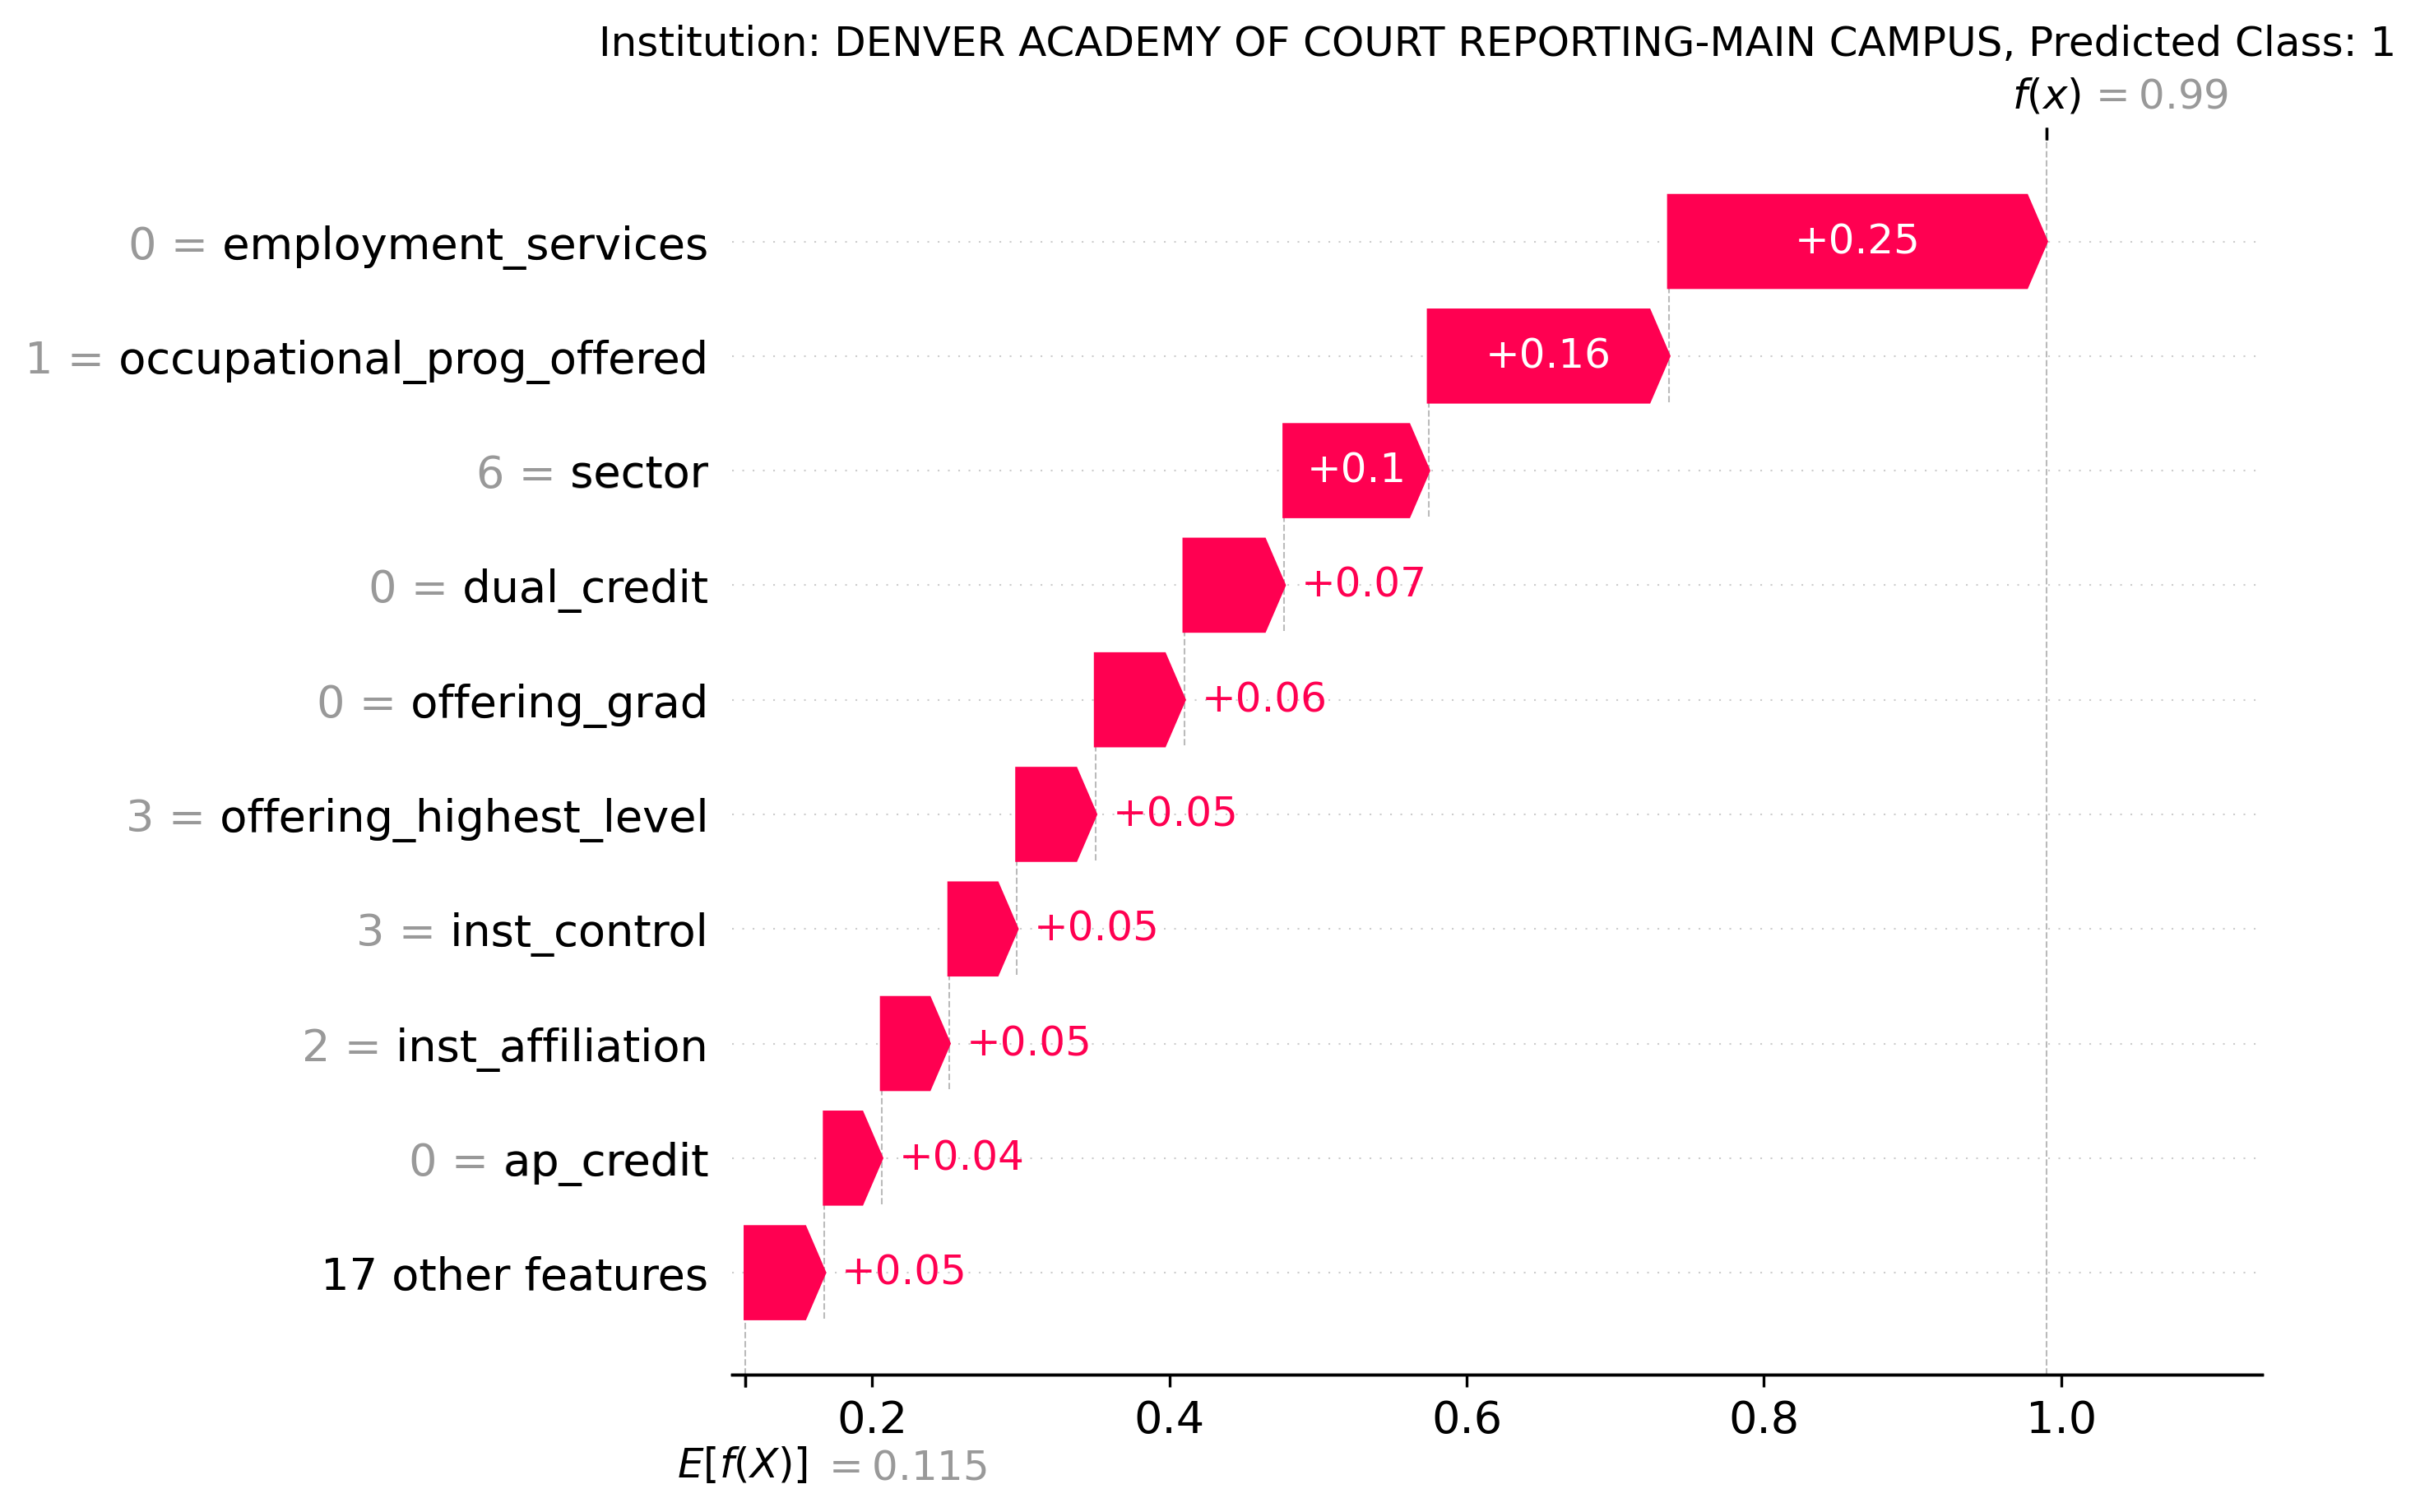 Institution: DENVER ACADEMY OF COURT REPORTING-MAIN CAMPUS, Predicted Class: 1
f(x) = 0.99
0 = employment_services +0.25
1 = occupational_prog_offered +0.16
6 = sector +0.1
0 = dual_credit +0.07
0 = offering_grad +0.06
3 = offering_highest_level +0.05
3 = inst_control +0.05
2 = inst_affiliation +0.05
0 = ap_credit +0.04
17 other features +0.05
0.2 0.4 0.6 0.8 1.0
E[f(X)] = 0.115